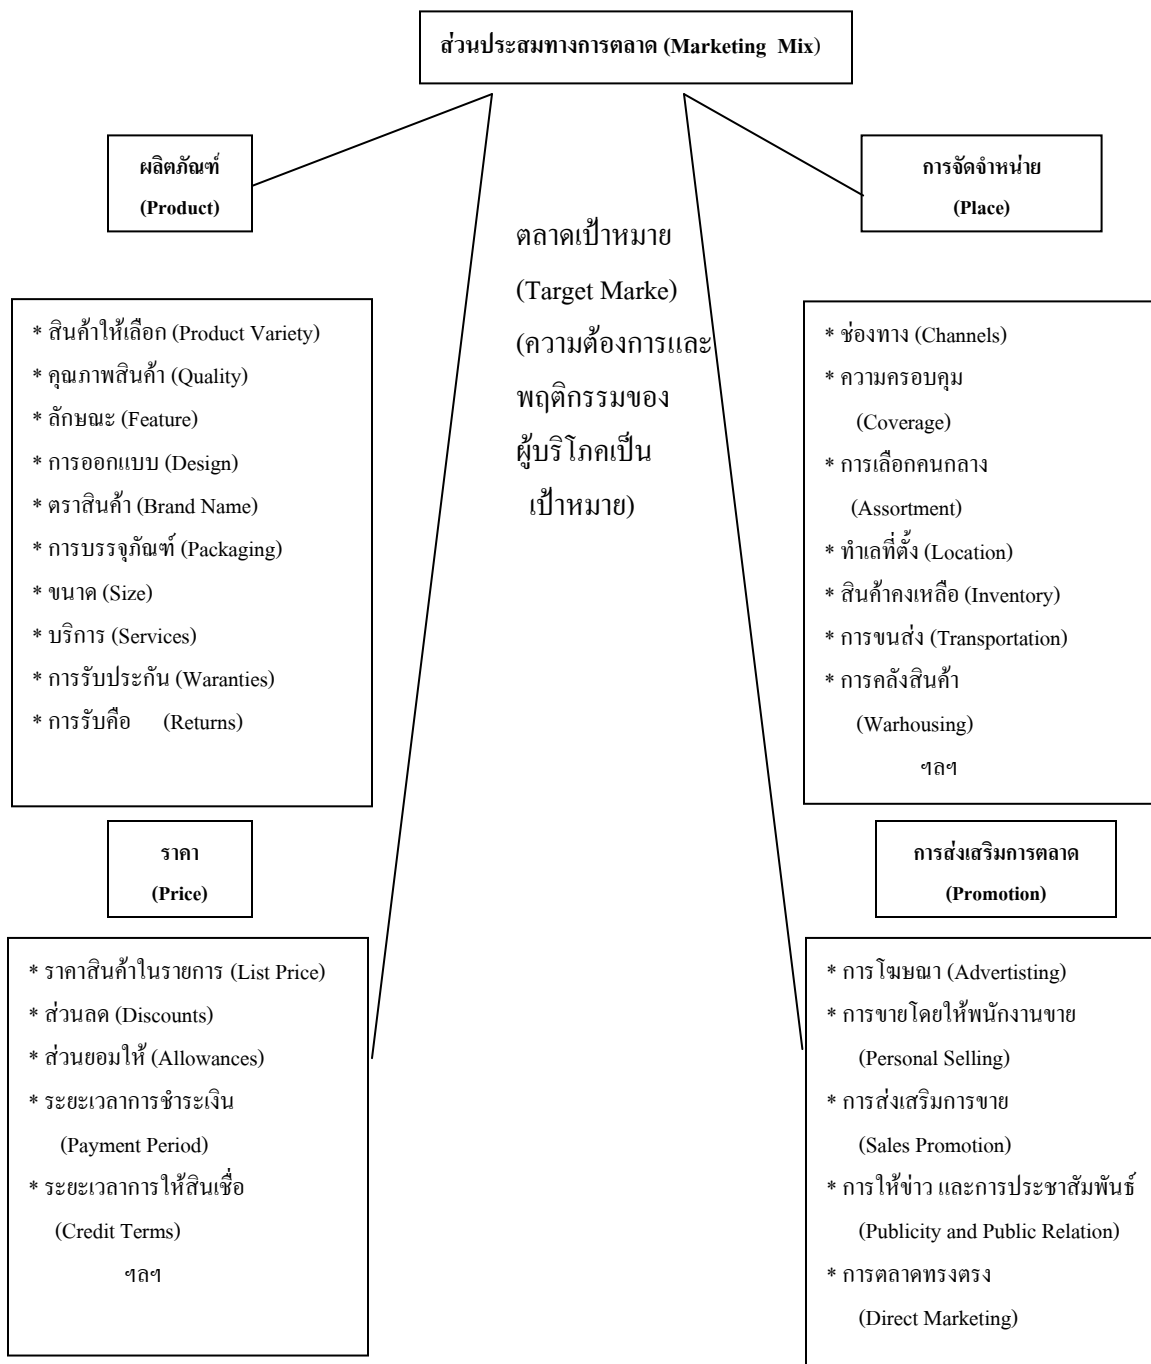 ส่วนประสมทางการตลาด (Marketing Mix)
ผลิตภัณฑ์
(Product)
การจัดจำหน่าย
(Place)
ตลาดเป้าหมาย
(Target Marke)
(ความต้องการและ
พฤติกรรมของ
ผู้บริโภคเป็น
เป้าหมาย)
* สินค้าให้เลือก (Product Variety)
* คุณภาพสินค้า (Quality)
* ลักษณะ (Feature)
* การออกแบบ (Design)
* ตราสินค้า (Brand Name)
* การบรรจุภัณฑ์ (Packaging)
* ขนาด (Size)
* บริการ (Services)
* การรับประกัน (Waranties)
* การรับคือ (Returns)
* ช่องทาง (Channels)
* ความครอบคุม
(Coverage)
* การเลือกคนกลาง
(Assortment)
* ทำเลที่ตั้ง (Location)
* สินค้าคงเหลือ (Inventory)
* การขนส่ง (Transportation)
* การคลังสินค้า
(Warhousing)
ฯลฯ
ราคา
(Price)
การส่งเสริมการตลาด
(Promotion)
* ราคาสินค้าในรายการ (List Price)
* ส่วนลด (Discounts)
* ส่วนยอมให้ (Allowances)
* ระยะเวลาการชำระเงิน
(Payment Period)
* ระยะเวลาการให้สินเชื่อ
(Credit Terms)
ฯลฯ
* การโฆษณา (Advertisting)
* การขายโดยให้พนักงานขาย
(Personal Selling)
* การส่งเสริมการขาย
(Sales Promotion)
* การให้ข่าว และการประชาสัมพันธ์
(Publicity and Public Relation)
* การตลาดทรงตรง
(Direct Marketing)